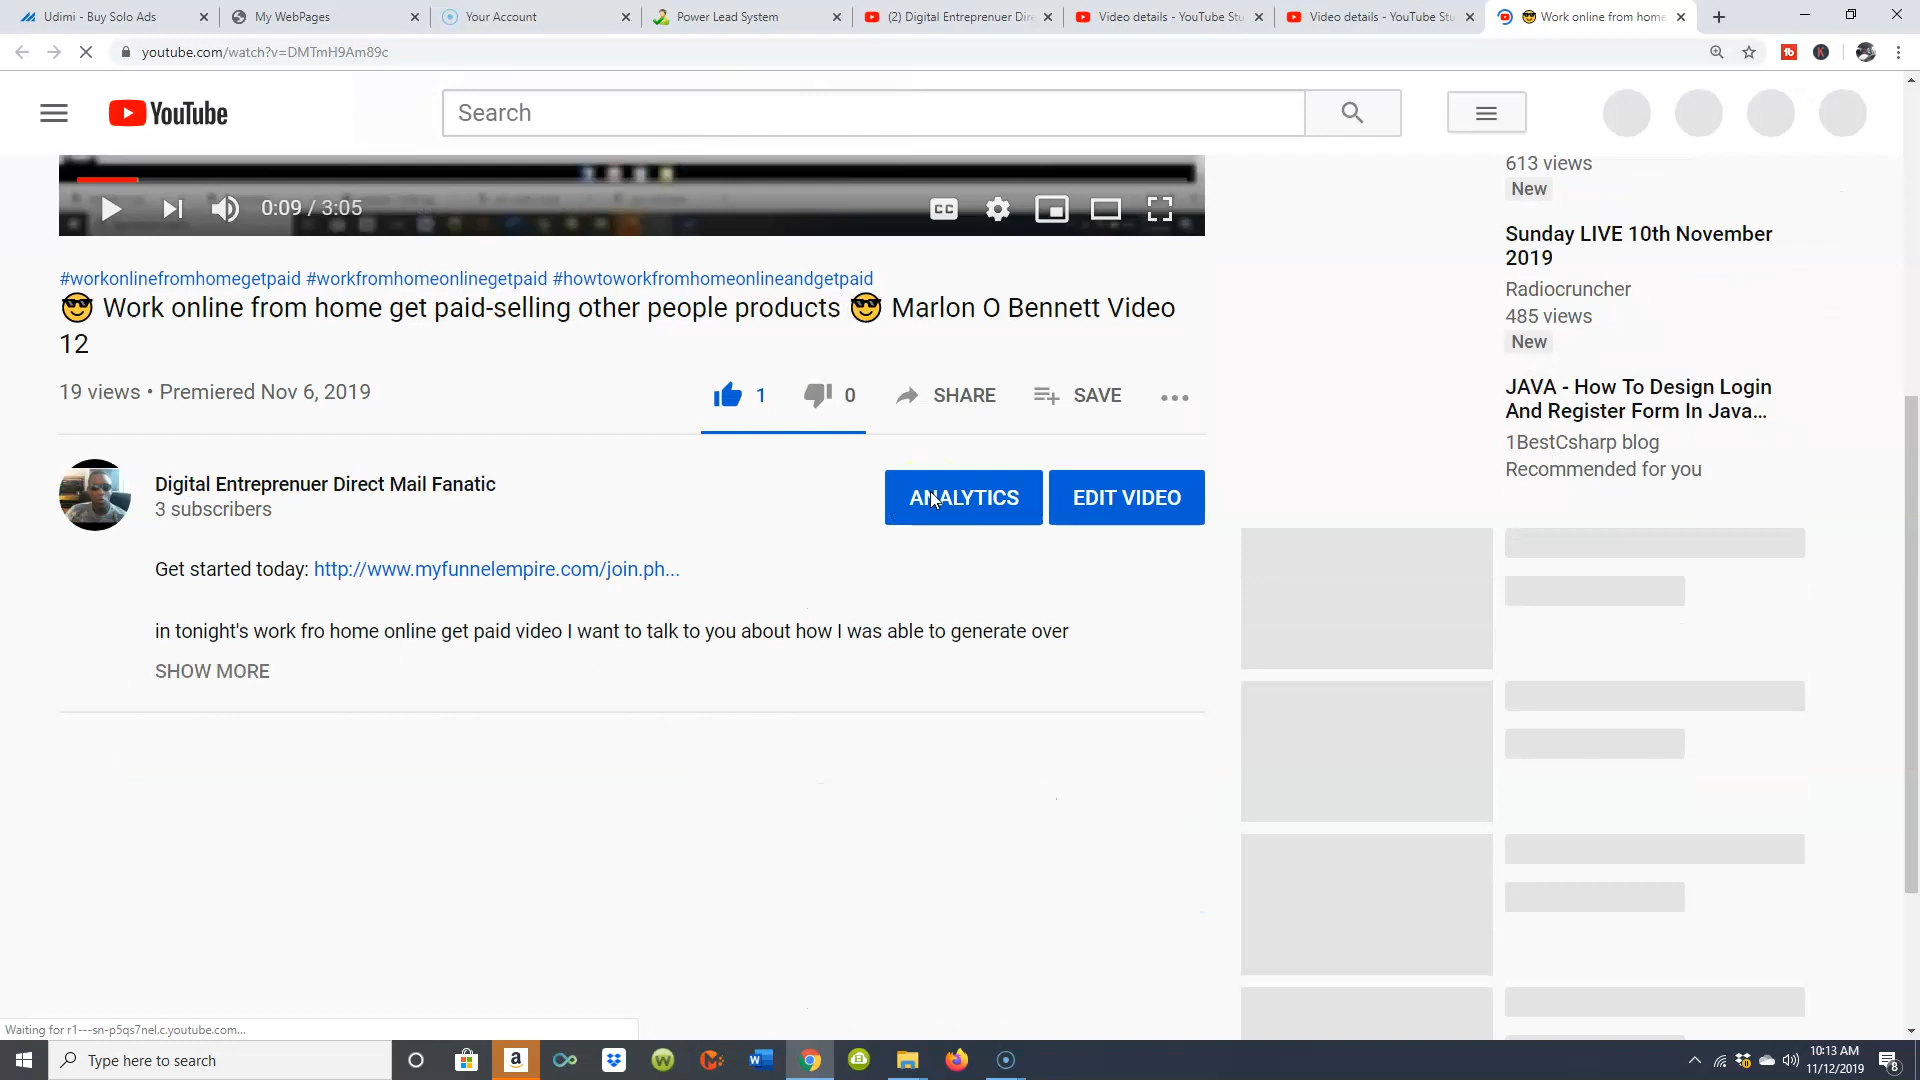 Udimi - Buy Solo Ads
My WebPages
Your Account
Power Lead System
(2) Digital Entreprenuer Dir
Video details - YouTube Stu
Video details - YouTube Stu
😎 Work online from home
youtube.com/watch?v=DMTmH9Am89c
YouTube
Search
0:09 / 3:05
CC
#workonlinefromhomegetpaid #workfromhomeonlinegetpaid #howtoworkfromhomeonlineandgetpaid
😎 Work online from home get paid-selling other people products 😎 Marlon O Bennett Video
12
19 views • Premiered Nov 6, 2019
1
0
SHARE
SAVE
Digital Entreprenuer Direct Mail Fanatic
3 subscribers
ANALYTICS
EDIT VIDEO
Get started today: http://www.myfunnelempire.com/join.ph...
in tonight's work fro home online get paid video I want to talk to you about how I was able to generate over
SHOW MORE
613 views
New
Sunday LIVE 10th November
2019
Radiocruncher
485 views
New
JAVA - How To Design Login
And Register Form In Java...
1BestCsharp blog
Recommended for you
Waiting for r1---sn-p5qs7nel.c.youtube.com...
Type here to search
10:13 AM
11/12/2019
8